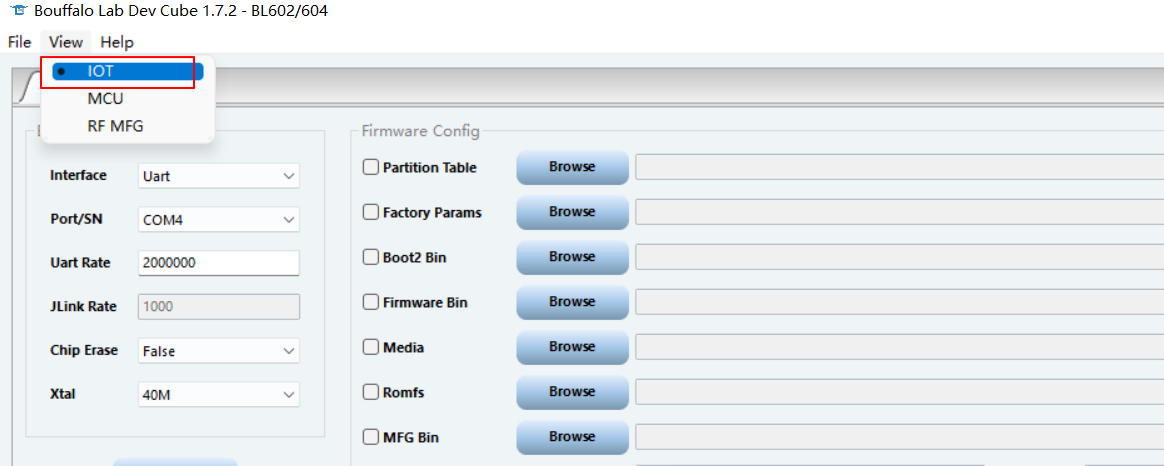 Bouffalo Lab Dev Cube 1.7.2 - BL602/604
File View Help
IOT
MCU
RF MFG
Firmware Config
Interface Uart
Port/SN COM4
Uart Rate 2000000
JLink Rate 1000
Chip Erase False
Xtal 40M
Partition Table Browse
Factory Params Browse
Boot2 Bin Browse
Firmware Bin Browse
Media Browse
Romfs Browse
MFG Bin Browse